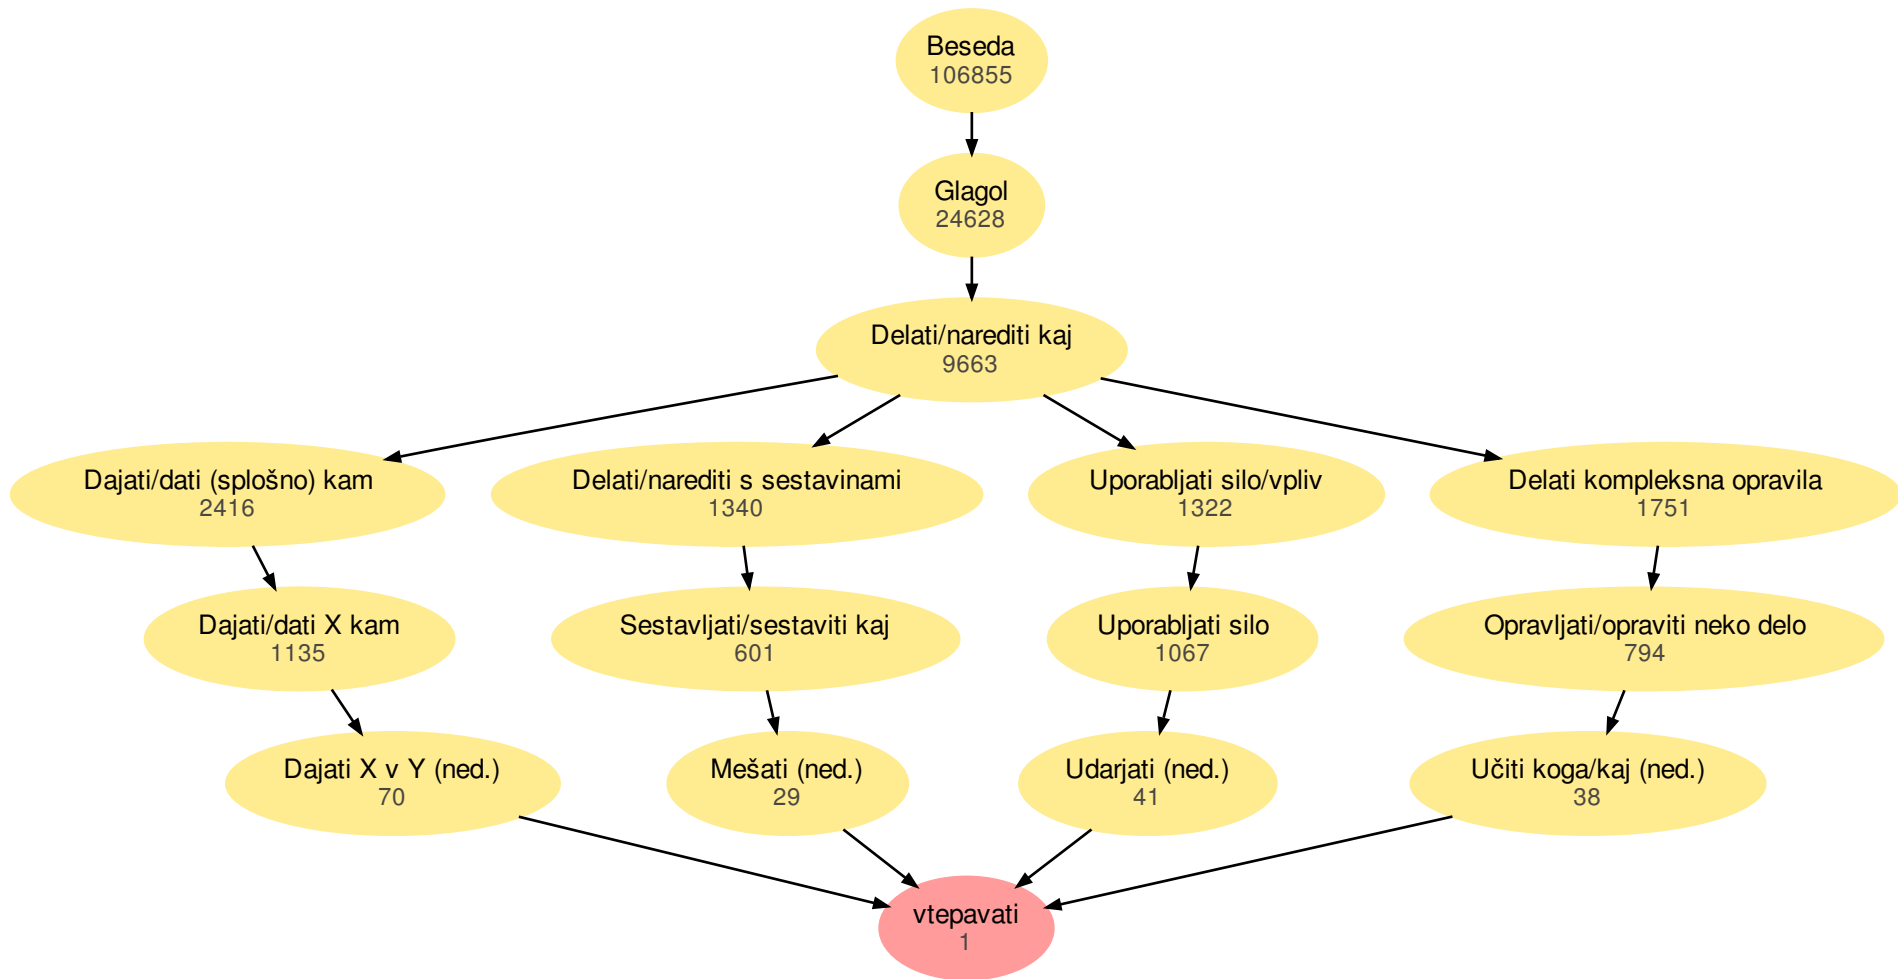 Beseda
106855
Glagol
24628
Delati/narediti kaj
9663
Dajati/dati (splošno) kam
2416
Delati/narediti s sestavinami
1340
Uporabljati silo/vpliv
1322
Delati kompleksna opravila
1751
Dajati/dati X kam
1135
Sestavljati/sestaviti kaj
601
Uporabljati silo
1067
Opravljati/opraviti neko delo
794
Dajati X v Y (ned.)
70
Mešati (ned.)
29
Udarjati (ned.)
41
Učiti koga/kaj (ned.)
38
vtepavati
1